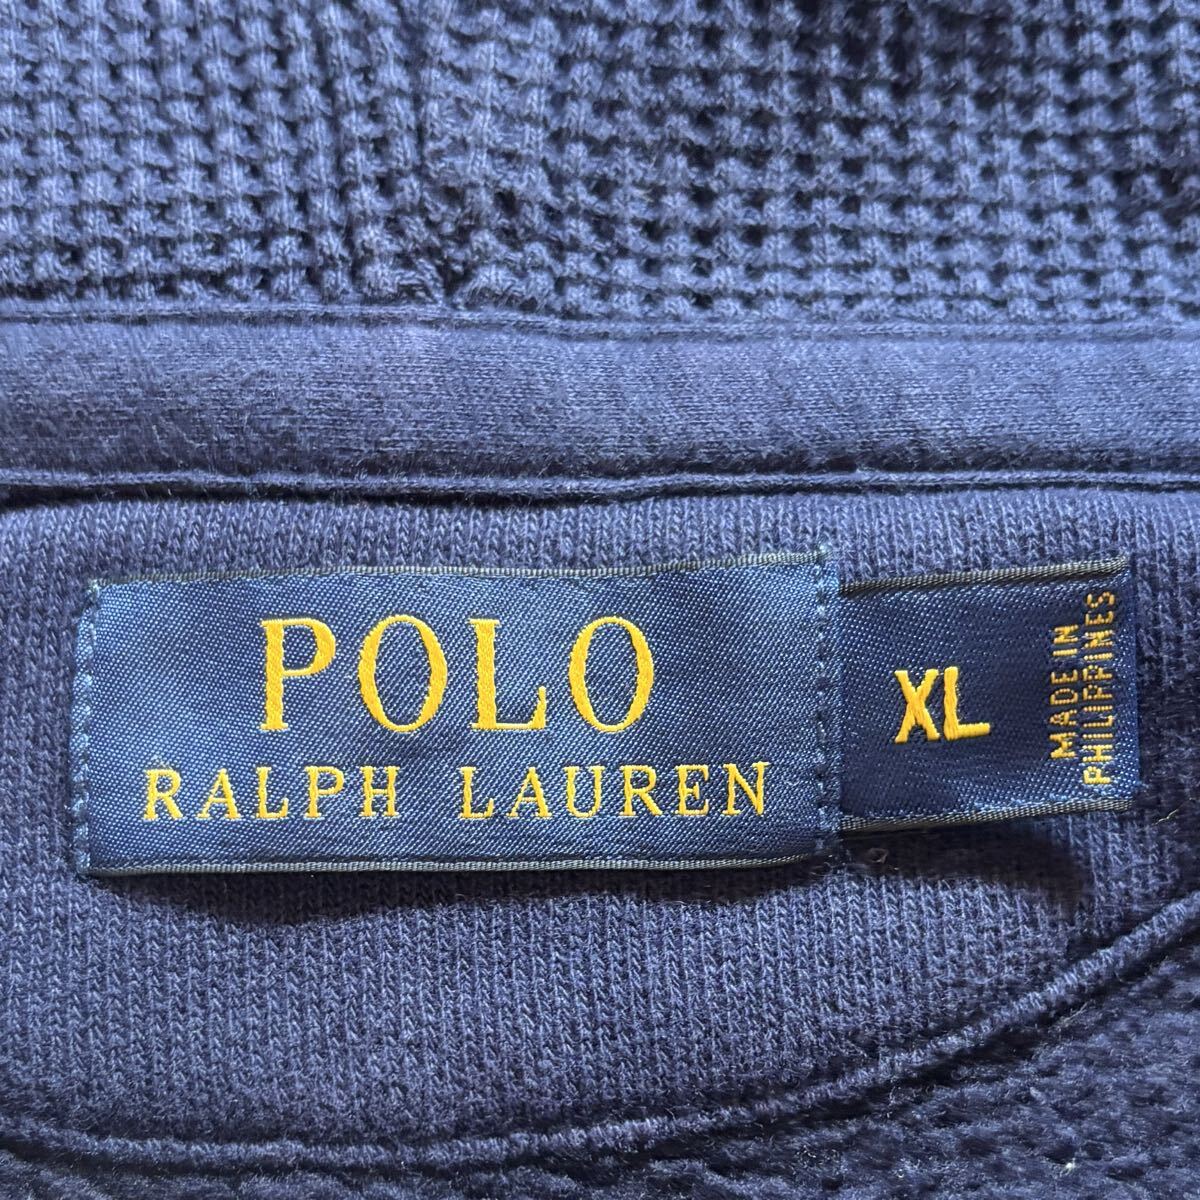 POLO
RALPH LAUREN
XL
MADE IN
PHILIPPINES